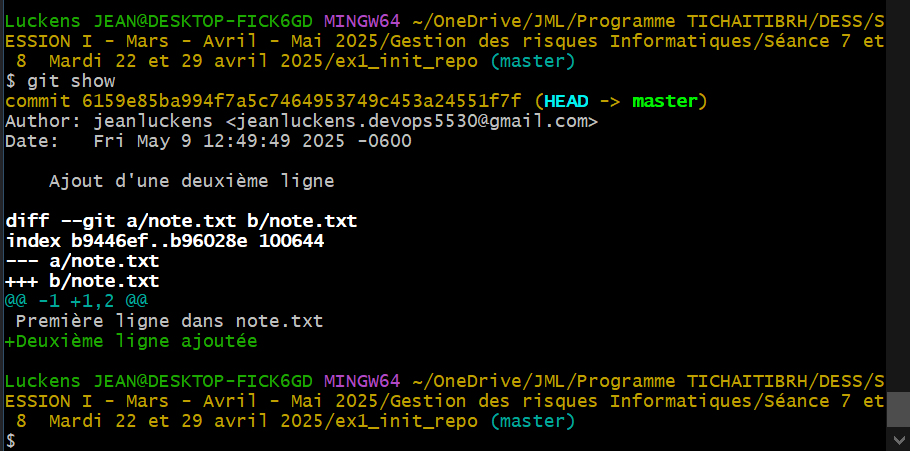 Luckens JEAN@DESKTOP-FICK6GD MINGW64 ~/OneDrive/JML/Programme TICHAITIBRH/DESS/S
ESSION I - Mars - Avril - Mai 2025/Gestion des risques Informatiques/Séance 7 et
 8  Mardi 22 et 29 avril 2025/ex1_init_repo (master)
$ git show
commit 6159e85ba994f7a5c7464953749c453a24551f7f (HEAD -> master)
Author: jeanluckens <jeanluckens.devops5530@gmail.com>
Date:   Fri May 9 12:49:49 2025 -0600

    Ajout d'une deuxième ligne

diff --git a/note.txt b/note.txt
index b9446ef..b96028e 100644
--- a/note.txt
+++ b/note.txt
@@ -1 +1,2 @@
 Première ligne dans note.txt
+Deuxième ligne ajoutée

Luckens JEAN@DESKTOP-FICK6GD MINGW64 ~/OneDrive/JML/Programme TICHAITIBRH/DESS/S
ESSION I - Mars - Avril - Mai 2025/Gestion des risques Informatiques/Séance 7 et
 8  Mardi 22 et 29 avril 2025/ex1_init_repo (master)
$